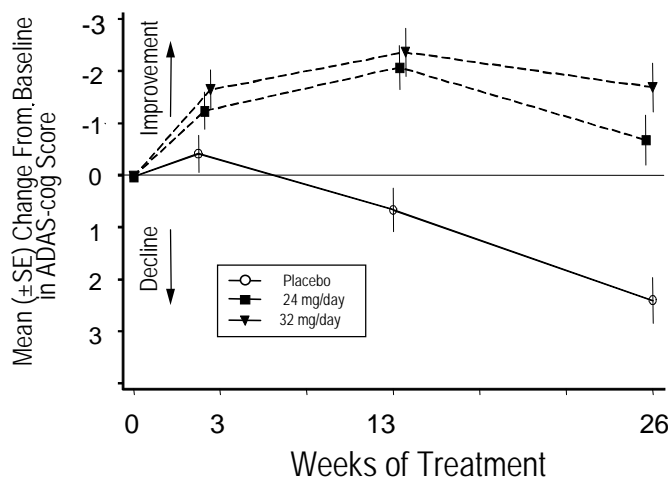 Mean (±SE) Change From Baseline
in ADAS-cog Score
-3
-2
-1
0
1
2
3
Improvement
Decline
Placebo
24 mg/day
32 mg/day
0
3
13
26
Weeks of Treatment